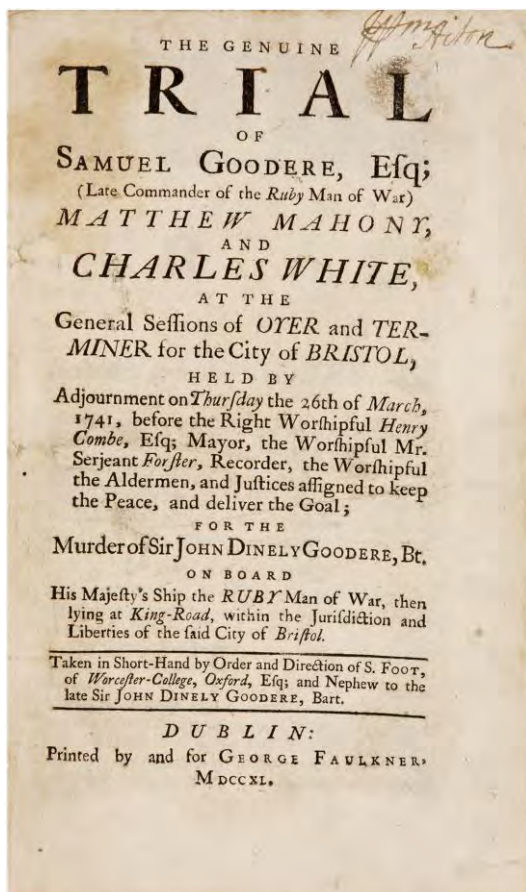 Wm Aiton
THE GENUINE
TRIAL
OF
SAMUEL GOODERE, Eſq;
(Late Commander of the Ruby Man of War)
MATTHEW MAHONY,
AND
CHARLES WHITE,
AT THE
General Seſſions of OYER and TER-
MINER for the City of BRISTOL,
HELD BY
Adjournment on Thurſday the 26th of March,
1741, before the Right Worſhipful Henry
Combe, Eſq; Mayor, the Worſhipful Mr.
Serjeant Forſter, Recorder, the Worſhipful
the Aldermen, and Juſtices aſſigned to keep
the Peace, and deliver the Goal;
FOR THE
Murder of Sir JOHN DINELY GOODERE, Bt.
ON BOARD
His Majeſty's Ship the RUBY Man of War, then
lying at King-Road, within the Juriſdiction and
Liberties of the ſaid City of Briſtol.
Taken in Short-Hand by Order and Direction of S. FOOT,
of Worceſter-College, Oxford, Eſq; and Nephew to the
late Sir JOHN DINELY GOODERE, Bart.
DUBLIN:
Printed by and for GEORGE FAULKNER,
MDCCXL.